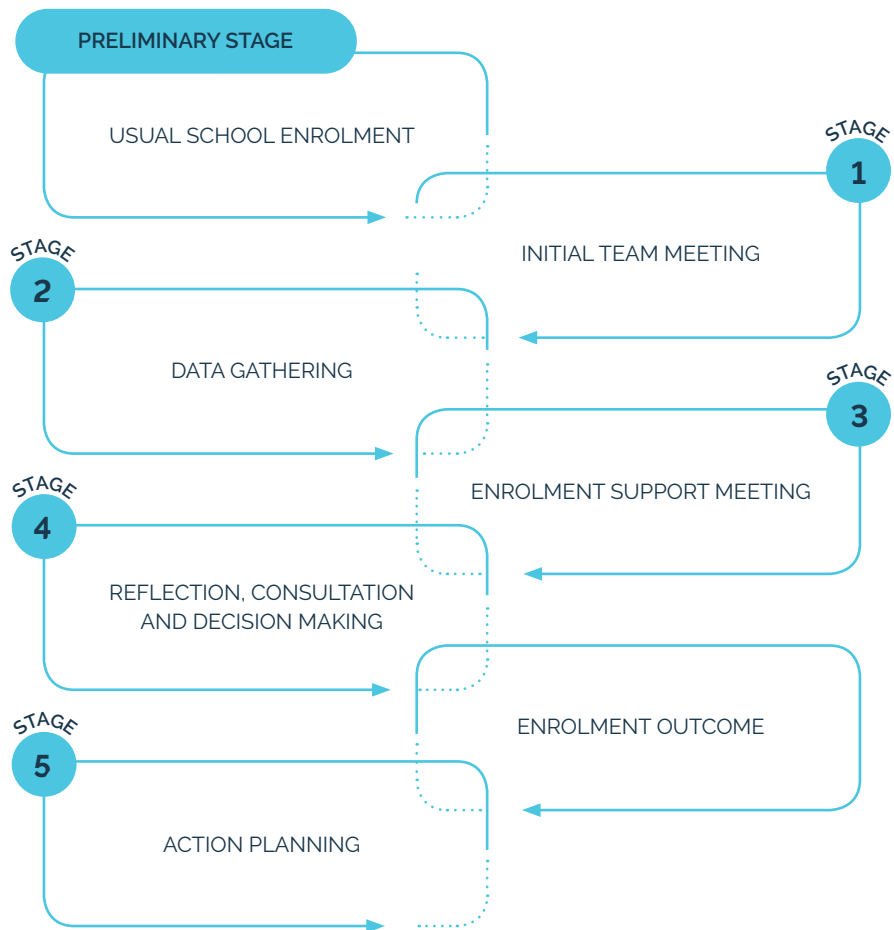 PRELIMINARY STAGE
USUAL SCHOOL ENROLMENT
STAGE
1
INITIAL TEAM MEETING
STAGE
2
DATA GATHERING
STAGE
3
ENROLMENT SUPPORT MEETING
STAGE
4
REFLECTION, CONSULTATION
AND DECISION MAKING
ENROLMENT OUTCOME
STAGE
5
ACTION PLANNING